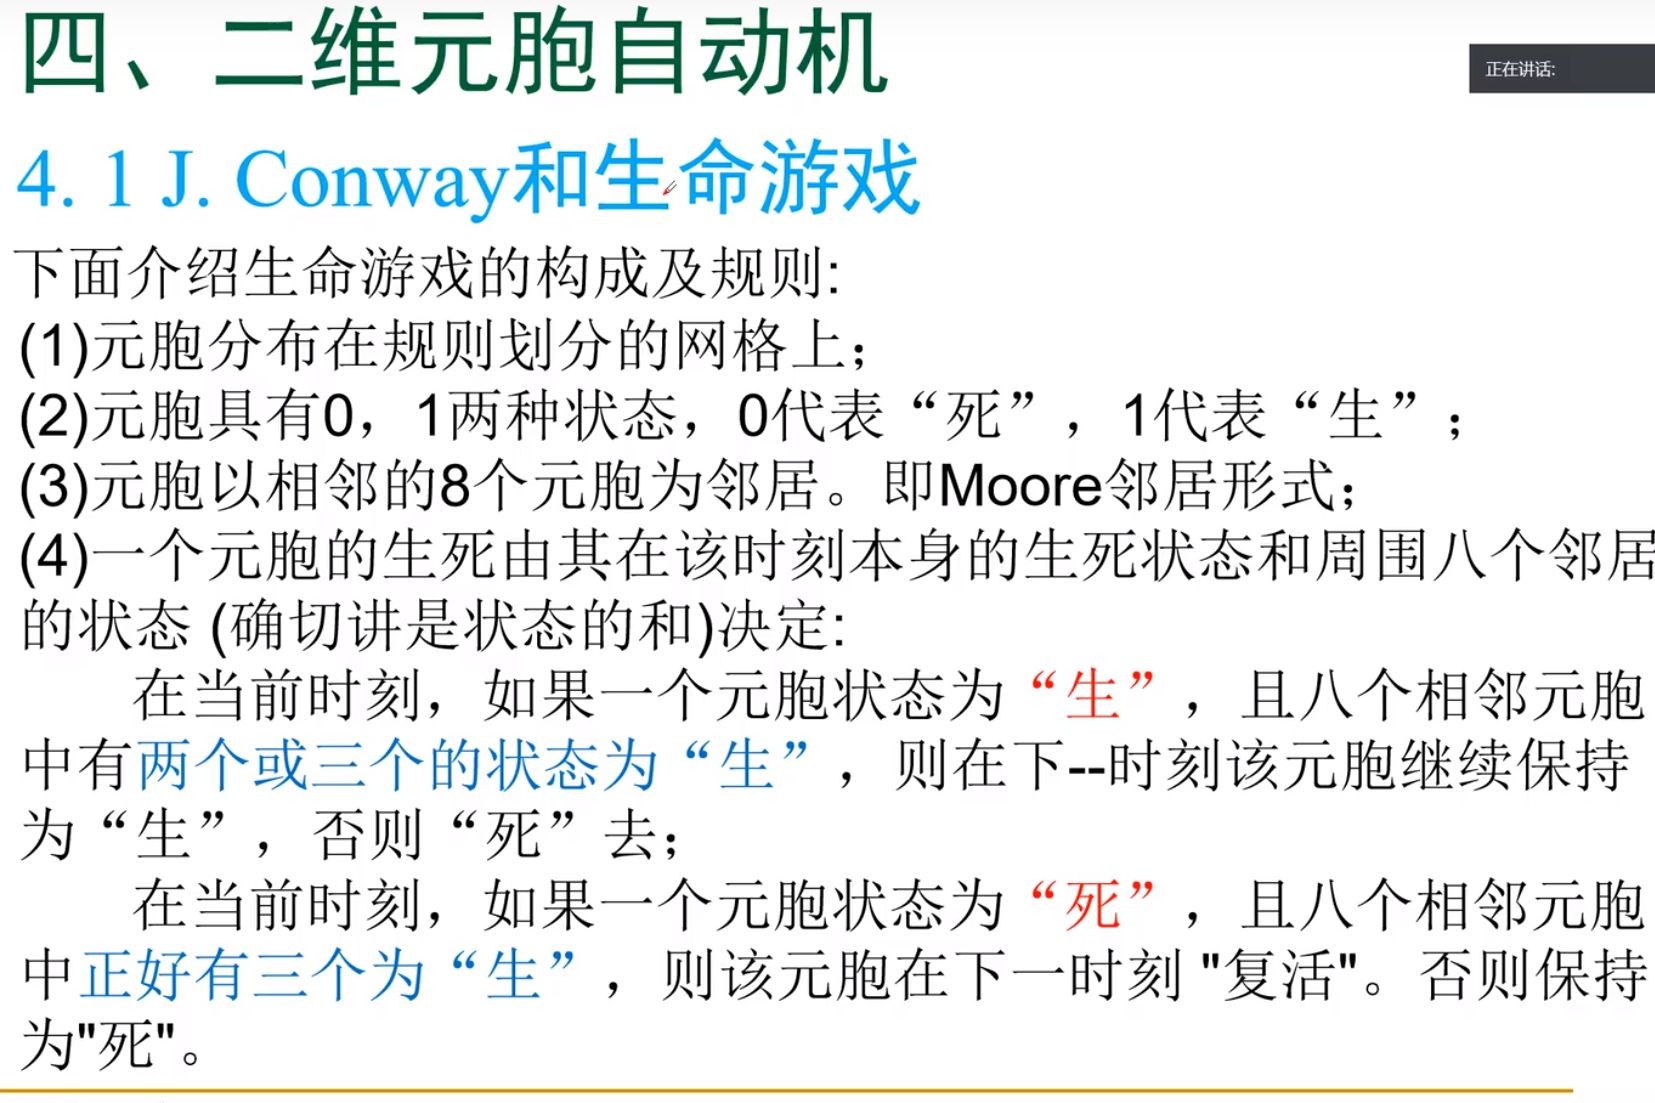 四、二维元胞自动机
正在讲话:
4. 1 J. Conway和生命游戏
下面介绍生命游戏的构成及规则:
(1)元胞分布在规则划分的网格上；
(2)元胞具有0，1两种状态，0代表“死”，1代表“生”；
(3)元胞以相邻的8个元胞为邻居。即Moore邻居形式；
(4)一个元胞的生死由其在该时刻本身的生死状态和周围八个邻居
的状态 (确切讲是状态的和)决定:
在当前时刻，如果一个元胞状态为“生”，且八个相邻元胞
中有两个或三个的状态为“生”，则在下--时刻该元胞继续保持
为“生”，否则“死”去；
在当前时刻，如果一个元胞状态为“死”，且八个相邻元胞
中正好有三个为“生”，则该元胞在下一时刻 "复活"。否则保持
为"死"。